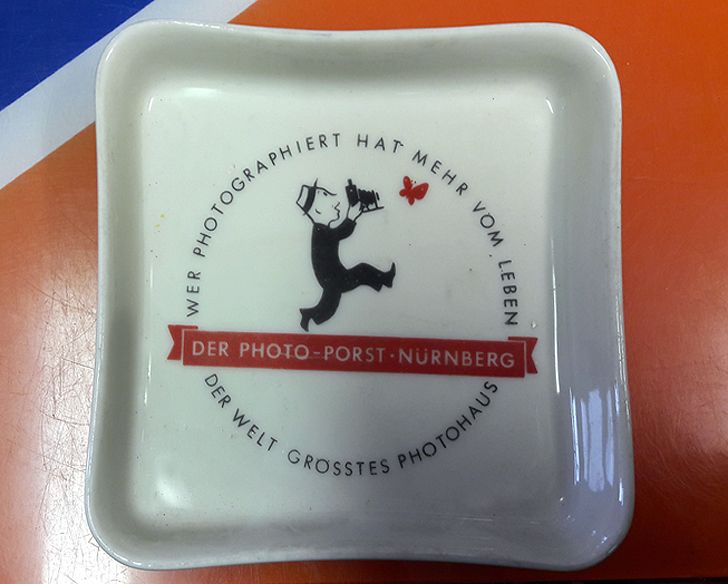 WER PHOTOGRAPHIERT HAT MEHR VOM LEBEN
DER PHOTO-PORST·NÜRNBERG
DER WELT GRÖSSTES PHOTOHAUS